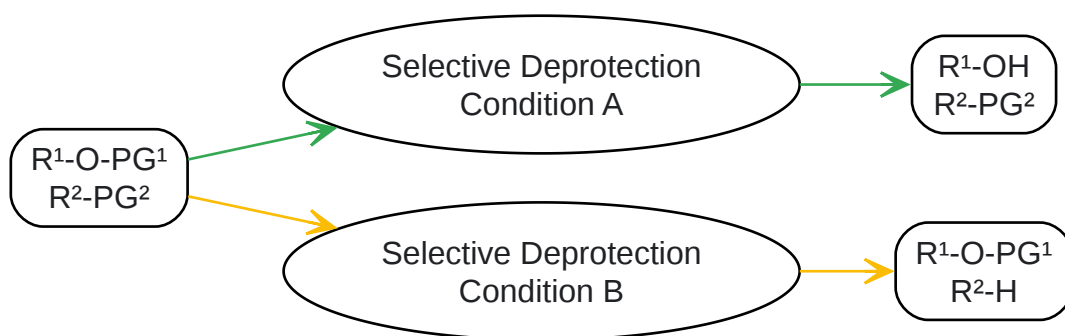 R¹-O-PG¹
R²-PG²
Selective Deprotection
Condition A
R¹-OH
R²-PG²
Selective Deprotection
Condition B
R¹-O-PG¹
R²-H